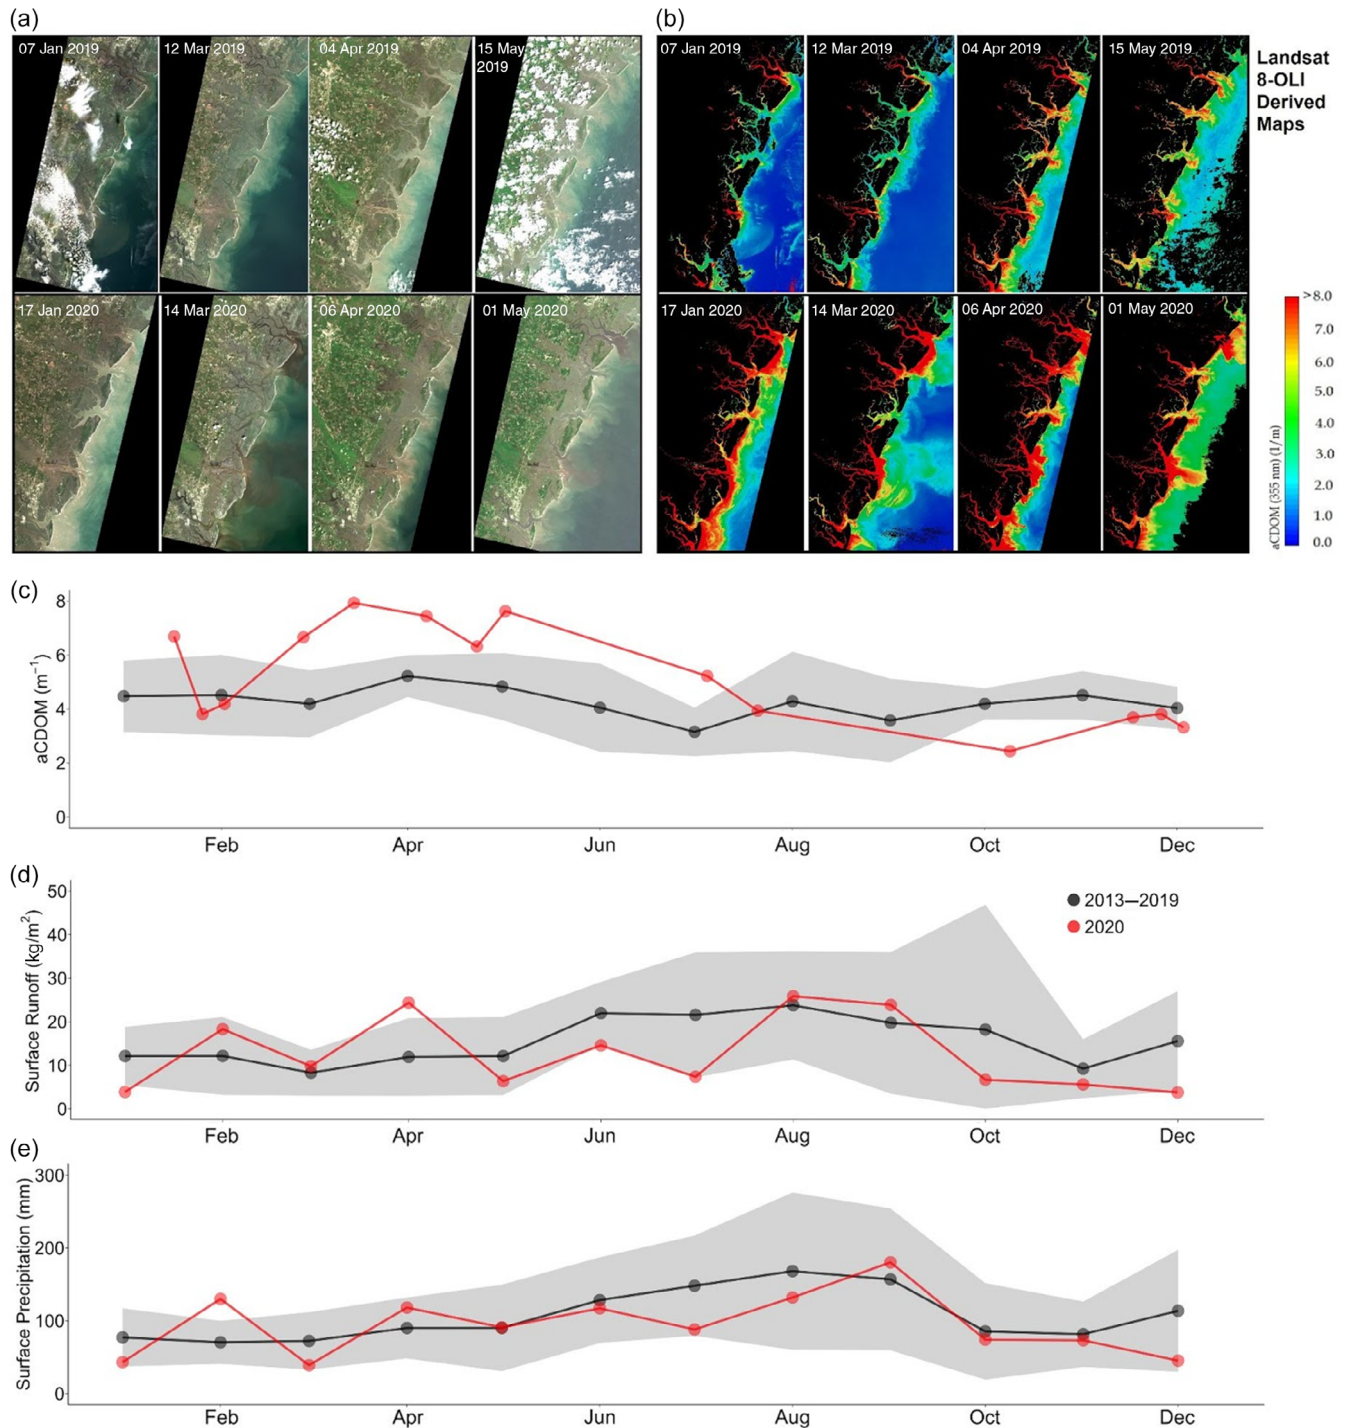 (a)
07 Jan 2019
12 Mar 2019
04 Apr 2019
15 May
2019
17 Jan 2020
14 Mar 2020
06 Apr 2020
01 May 2020
(b)
07 Jan 2019
12 Mar 2019
04 Apr 2019
15 May 2019
17 Jan 2020
14 Mar 2020
06 Apr 2020
01 May 2020
Landsat
8-OLI
Derived
Maps
>8.0
7.0
6.0
5.0
4.0
3.0
2.0
1.0
0.0
aCDOM (355 nm) (1/m)
(c)
aCDOM (m⁻¹)
8
6
4
2
0
Feb Apr Jun Aug Oct Dec
(d)
Surface Runoff (kg/m²)
50
40
30
20
10
0
2013—2019
2020
Feb Apr Jun Aug Oct Dec
(e)
Surface Precipitation (mm)
300
200
100
0
Feb Apr Jun Aug Oct Dec